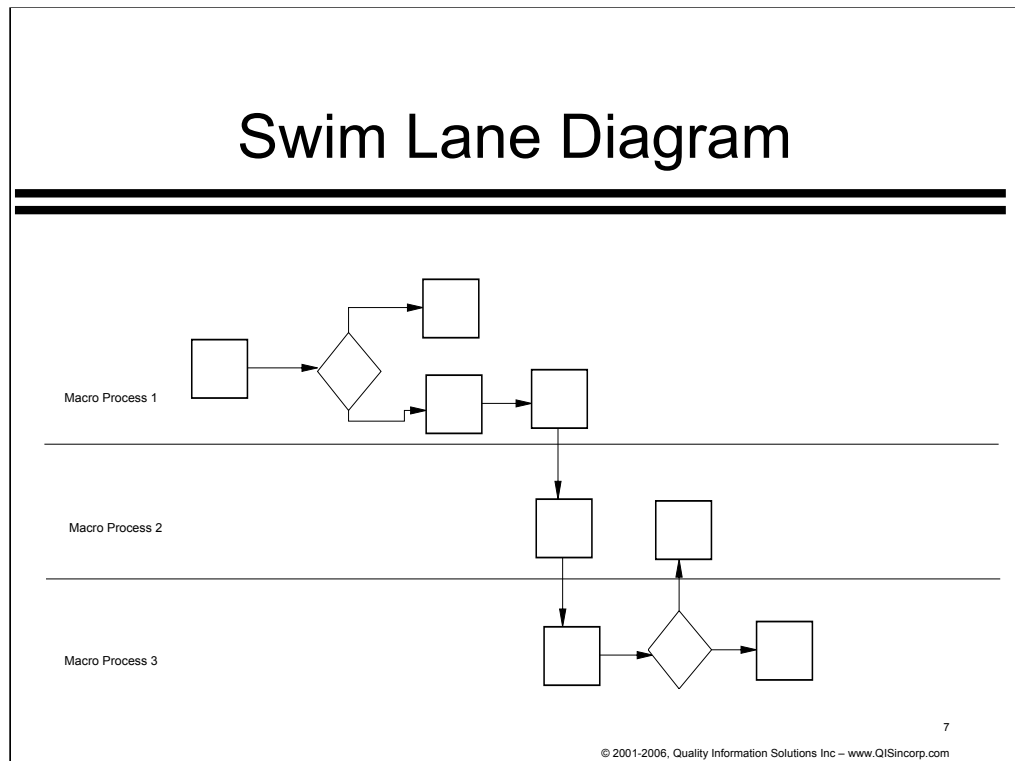 Swim Lane Diagram
Macro Process 1
Macro Process 2
Macro Process 3
7
© 2001-2006, Quality Information Solutions Inc – www.QISincorp.com